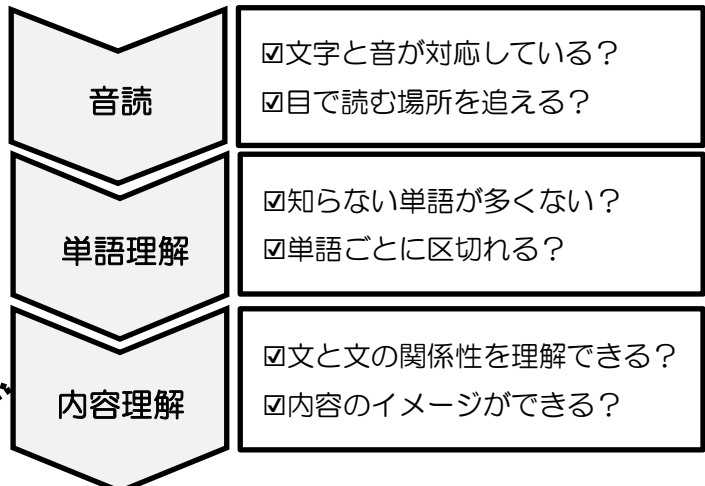 音読
☑文字と音が対応している？
☑目で読む場所を追える？
単語理解
☑知らない単語が多くない？
☑単語ごとに区切れる？
内容理解
☑文と文の関係性を理解できる？
☑内容のイメージができる？